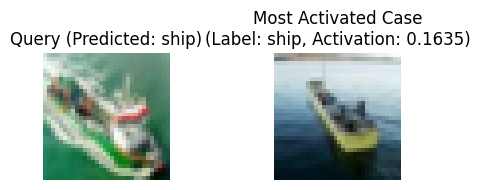 Query (Predicted: ship)
Most Activated Case
(Label: ship, Activation: 0.1635)